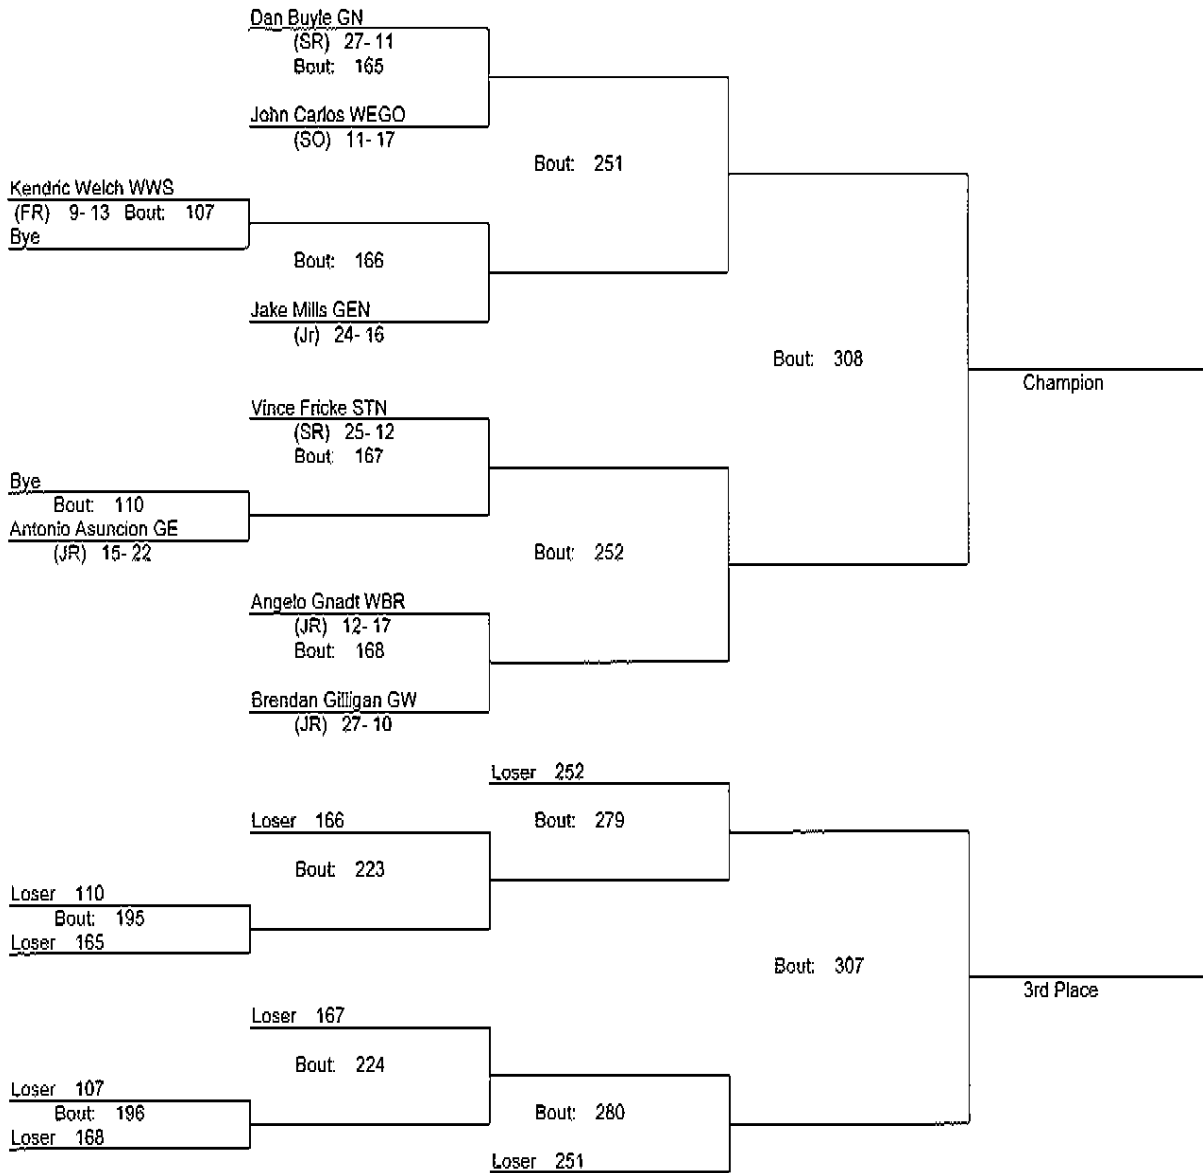 Dan Buyle GN
(SR) 27- 11
Bout: 165
John Carlos WEGO
(SO) 11- 17
Bout: 251
Kendric Welch WWS
(FR) 9- 13 Bout: 107
Bye
Bout: 166
Jake Mills GEN
(Jr) 24- 16
Bout: 308
Champion
Vince Fricke STN
(SR) 25- 12
Bout: 167
Bye
Bout: 110
Antonio Asuncion GE
(JR) 15- 22
Bout: 252
Angelo Gnadt WBR
(JR) 12- 17
Bout: 168
Brendan Gilligan GW
(JR) 27- 10
Loser 252
Bout: 279
Loser 166
Bout: 223
Loser 110
Bout: 195
Loser 165
Bout: 307
3rd Place
Loser 167
Bout: 224
Loser 107
Bout: 196
Loser 168
Bout: 280
Loser 251